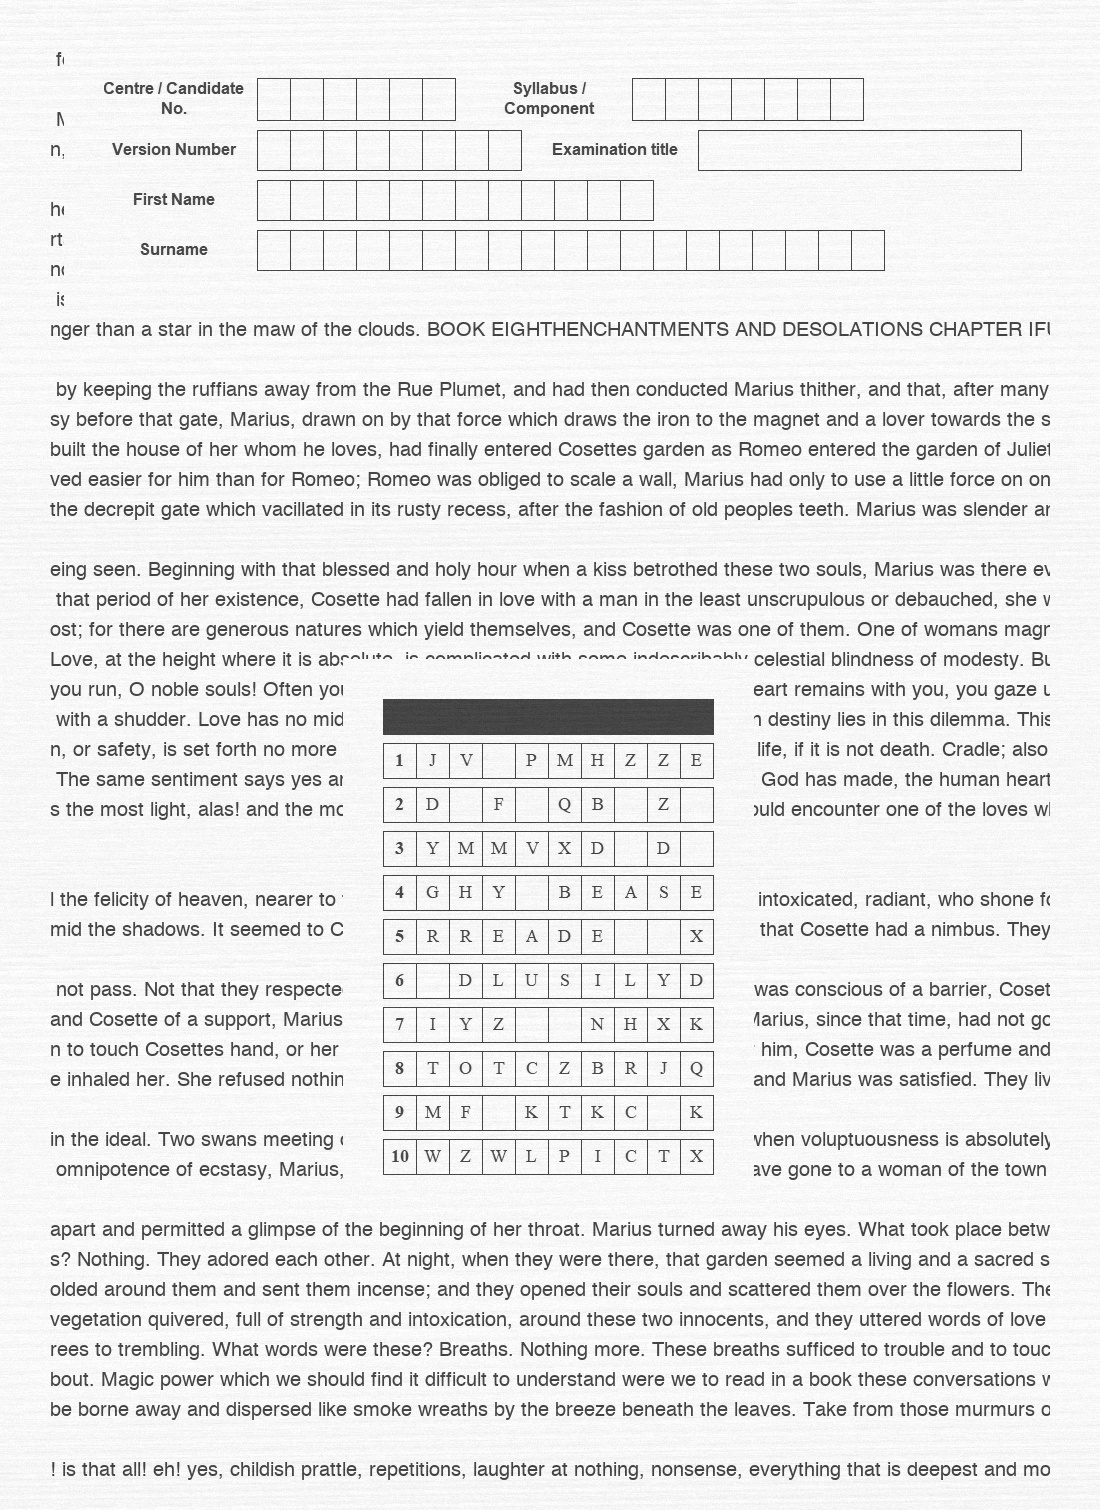 Centre / Candidate No.
Syllabus / Component
n,
Version Number
Examination title
First Name
rt
Surname
nger than a star in the maw of the clouds. BOOK EIGHTHENCHANTMENTS AND DESOLATIONS CHAPTER IFU
by keeping the ruffians away from the Rue Plumet, and had then conducted Marius thither, and that, after many
sy before that gate, Marius, drawn on by that force which draws the iron to the magnet and a lover towards the s
built the house of her whom he loves, had finally entered Cosettes garden as Romeo entered the garden of Juliet
ved easier for him than for Romeo; Romeo was obliged to scale a wall, Marius had only to use a little force on on
the decrepit gate which vacillated in its rusty recess, after the fashion of old peoples teeth. Marius was slender ar
eing seen. Beginning with that blessed and holy hour when a kiss betrothed these two souls, Marius was there ev
that period of her existence, Cosette had fallen in love with a man in the least unscrupulous or debauched, she w
ost; for there are generous natures which yield themselves, and Cosette was one of them. One of womans magn
Love, at the height where it is absolute, is complicated with some indescribably celestial blindness of modesty. Bu
you run, O noble souls! Often you eart remains with you, you gaze u
with a shudder. Love has no mid destiny lies in this dilemma. This
n, or safety, is set forth no more life, if it is not death. Cradle; also
The same sentiment says yes an God has made, the human heart
s the most light, alas! and the mo ould encounter one of the loves wh
1 J V P M H Z Z E
2 D F Q B Z
3 Y M M V X D D
4 G H Y B E A S E
5 R R E A D E X
6 D L U S I L Y D
7 I Y Z N H X K
8 T O T C Z B R J Q
9 M F K T K C K
10 W Z W L P I C T X
l the felicity of heaven, nearer to intoxicated, radiant, who shone fo
mid the shadows. It seemed to C that Cosette had a nimbus. They
not pass. Not that they respecte was conscious of a barrier, Coset
and Cosette of a support, Marius Marius, since that time, had not go
n to touch Cosettes hand, or her him, Cosette was a perfume and
e inhaled her. She refused nothin and Marius was satisfied. They liv
in the ideal. Two swans meeting when voluptuousness is absolutely
omnipotence of ecstasy, Marius, ave gone to a woman of the town
apart and permitted a glimpse of the beginning of her throat. Marius turned away his eyes. What took place betw
s? Nothing. They adored each other. At night, when they were there, that garden seemed a living and a sacred s
olded around them and sent them incense; and they opened their souls and scattered them over the flowers. The
vegetation quivered, full of strength and intoxication, around these two innocents, and they uttered words of love
rees to trembling. What words were these? Breaths. Nothing more. These breaths sufficed to trouble and to touc
bout. Magic power which we should find it difficult to understand were we to read in a book these conversations w
be borne away and dispersed like smoke wreaths by the breeze beneath the leaves. Take from those murmurs o
! is that all! eh! yes, childish prattle, repetitions, laughter at nothing, nonsense, everything that is deepest and mo